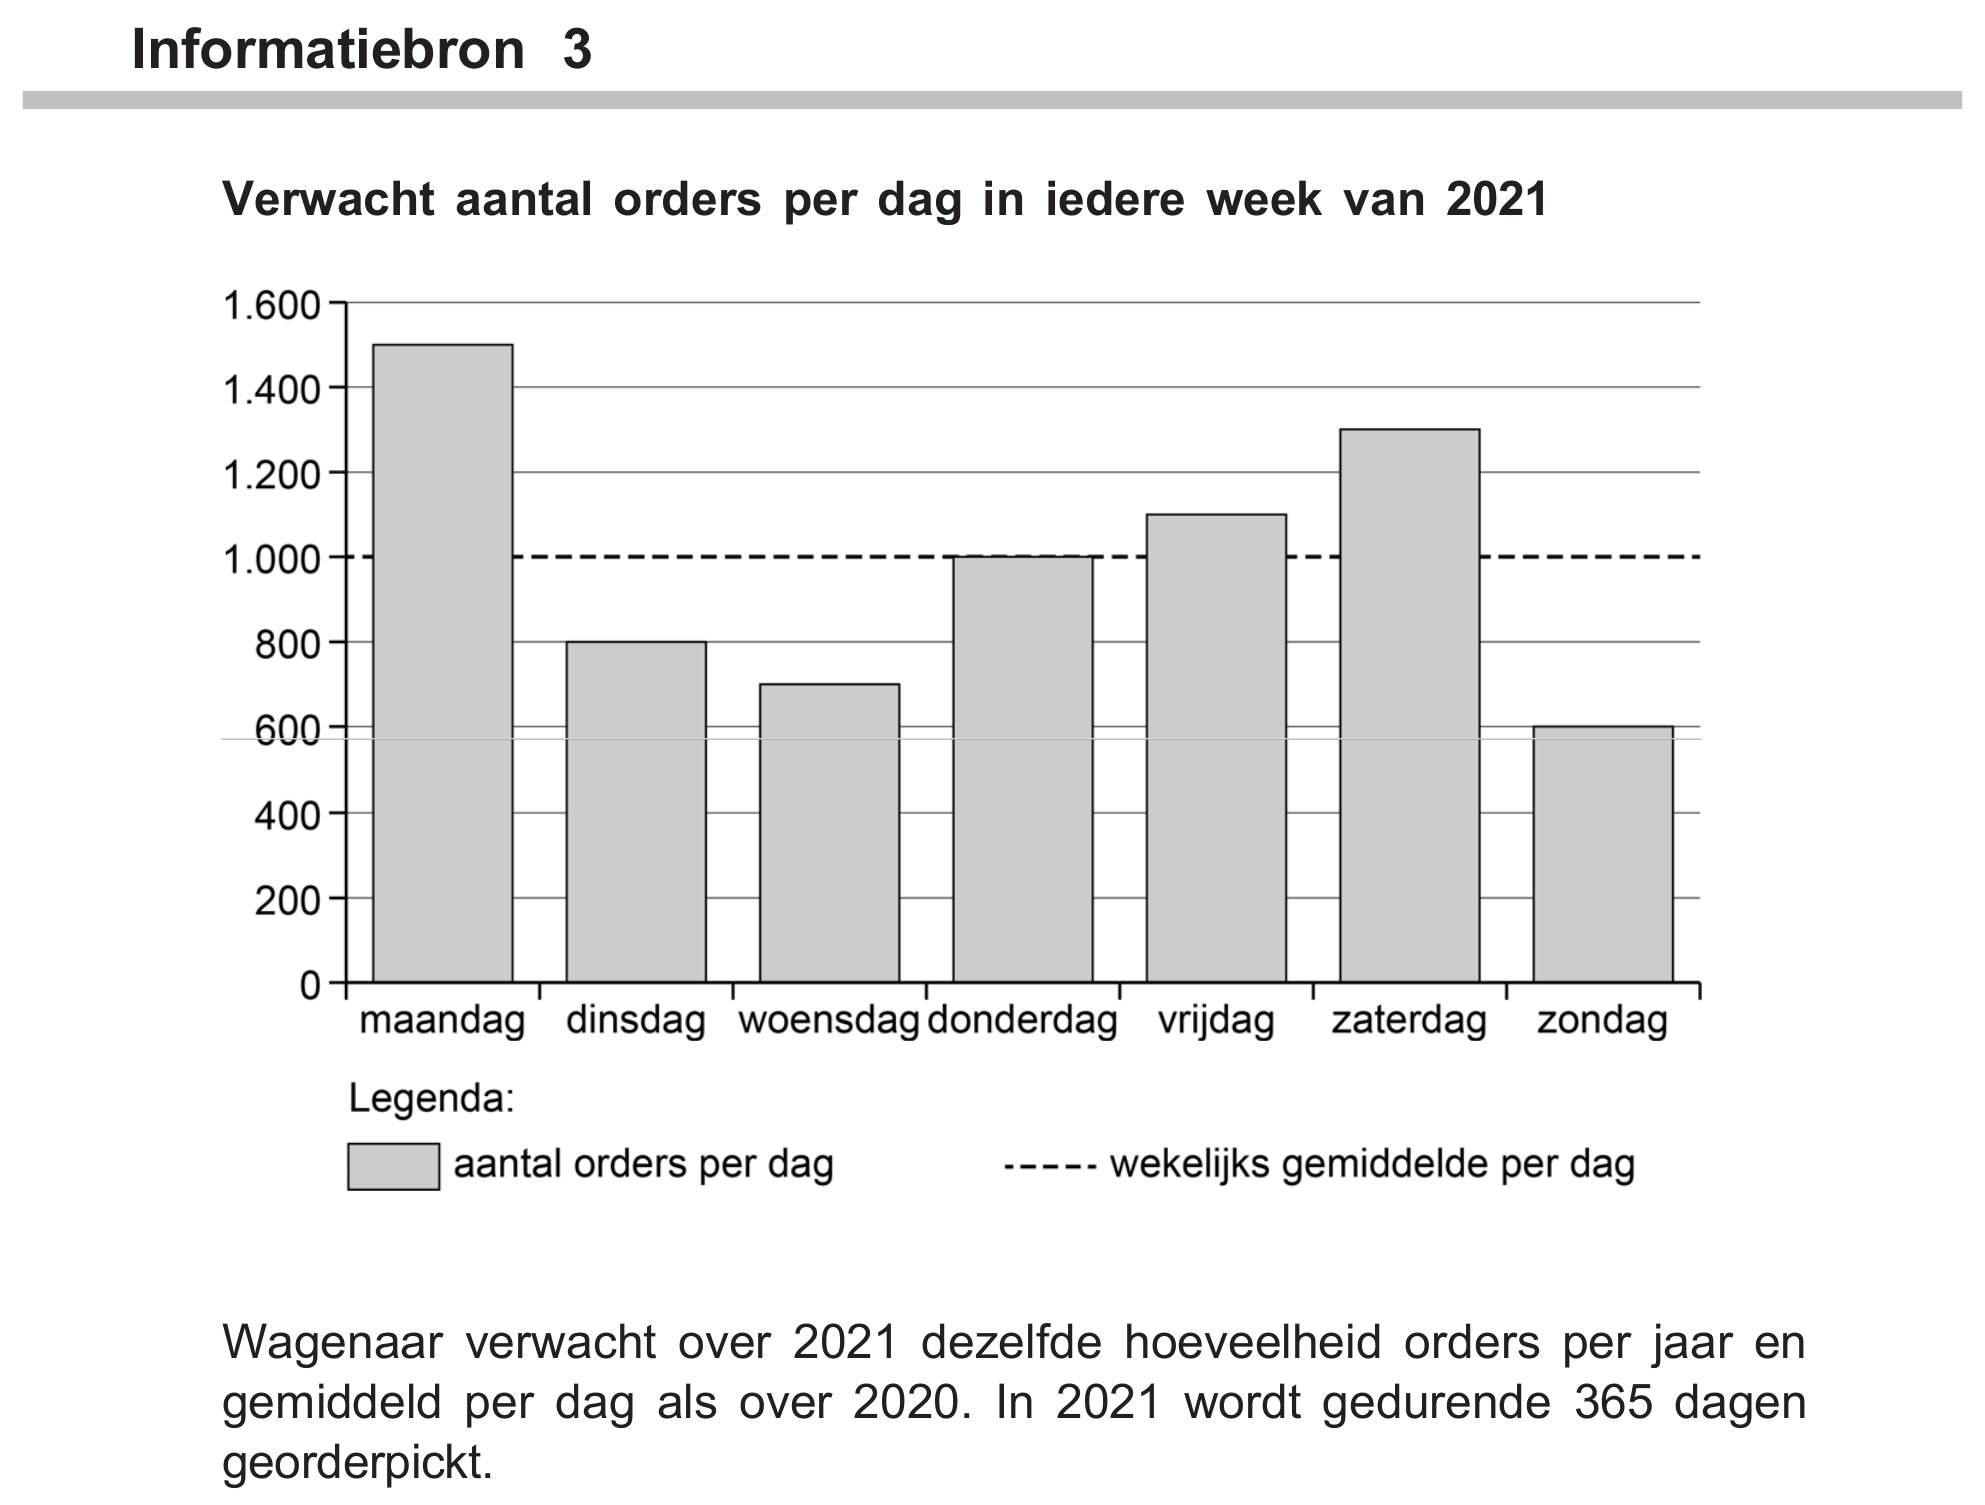 Informatiebron 3
Verwacht aantal orders per dag in iedere week van 2021
1.600
1.400
1.200
1.000
800
600
400
200
0
maandag dinsdag woensdag donderdag vrijdag zaterdag zondag
Legenda:
aantal orders per dag wekelijks gemiddelde per dag
Wagenaar verwacht over 2021 dezelfde hoeveelheid orders per jaar en
gemiddeld per dag als over 2020. In 2021 wordt gedurende 365 dagen
georderpickt.